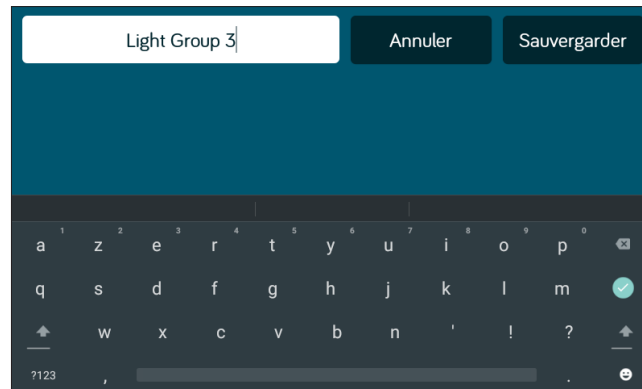 Light Group 3 Annuler Sauvergarder
1 2 3 4 5 6 7 8 9 0
a z e r t y u i o p
q s d f g h j k l m
w x c v b n ' ! ?
?123 , .